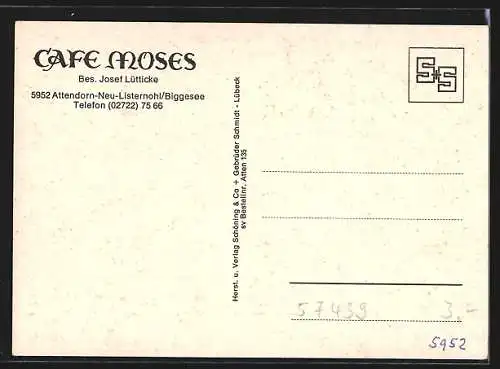 CAFE MOSES
Bes. Josef Lütticke
5952 Attendorn-Neu-Listernohl/Biggesee
Telefon (02722) 75 66
S+S
Herst. u. Verlag Schöning & Co + Gebrüder Schmidt - Lübeck
sv Bestellnr. Atten 135
57439 3.-
5952